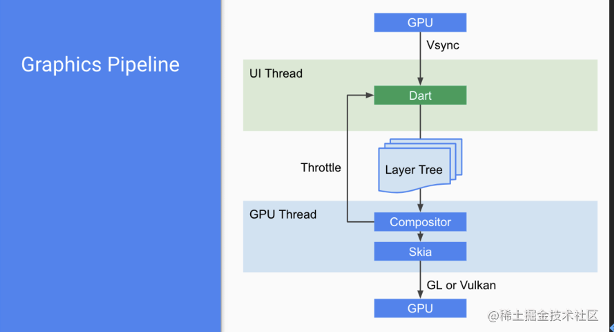 Graphics Pipeline
GPU
Vsync
UI Thread
Dart
Throttle
Layer Tree
GPU Thread
Compositor
Skia
GL or Vulkan
GPU
@稀土掘金技术社区